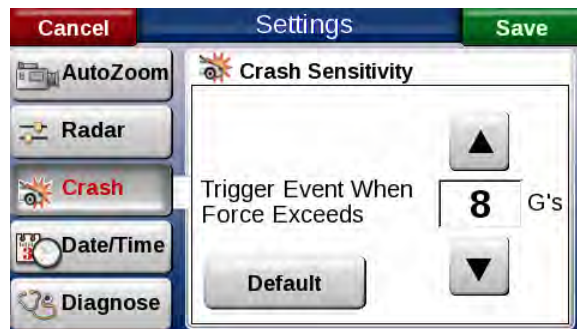 Cancel
Settings
Save
AutoZoom
Radar
Crash
Date/Time
Diagnose
Crash Sensitivity
Trigger Event When
Force Exceeds
8
G's
Default